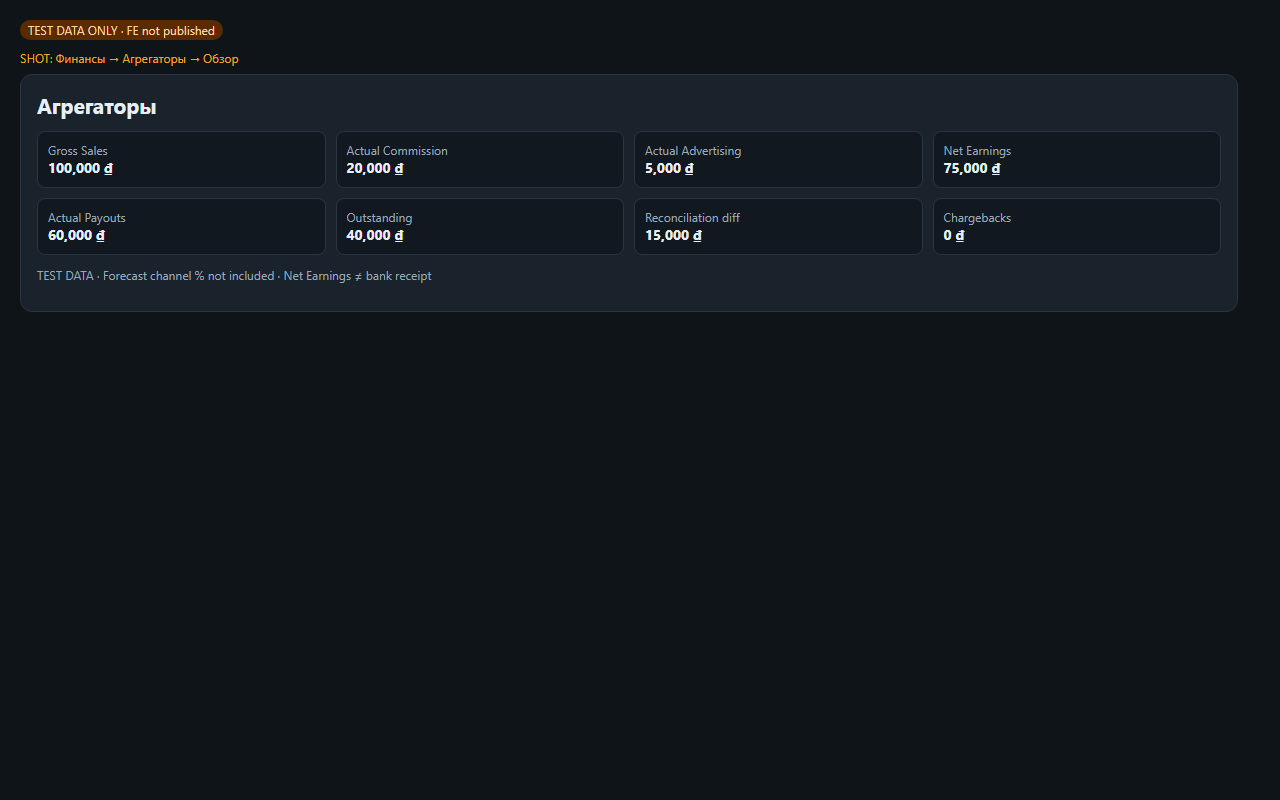 TEST DATA ONLY · FE not published
SHOT: Финансы → Агрегаторы → Обзор
Агрегаторы
Gross Sales
100,000 ₫
Actual Commission
20,000 ₫
Actual Advertising
5,000 ₫
Net Earnings
75,000 ₫
Actual Payouts
60,000 ₫
Outstanding
40,000 ₫
Reconciliation diff
15,000 ₫
Chargebacks
0 ₫
TEST DATA · Forecast channel % not included · Net Earnings ≠ bank receipt